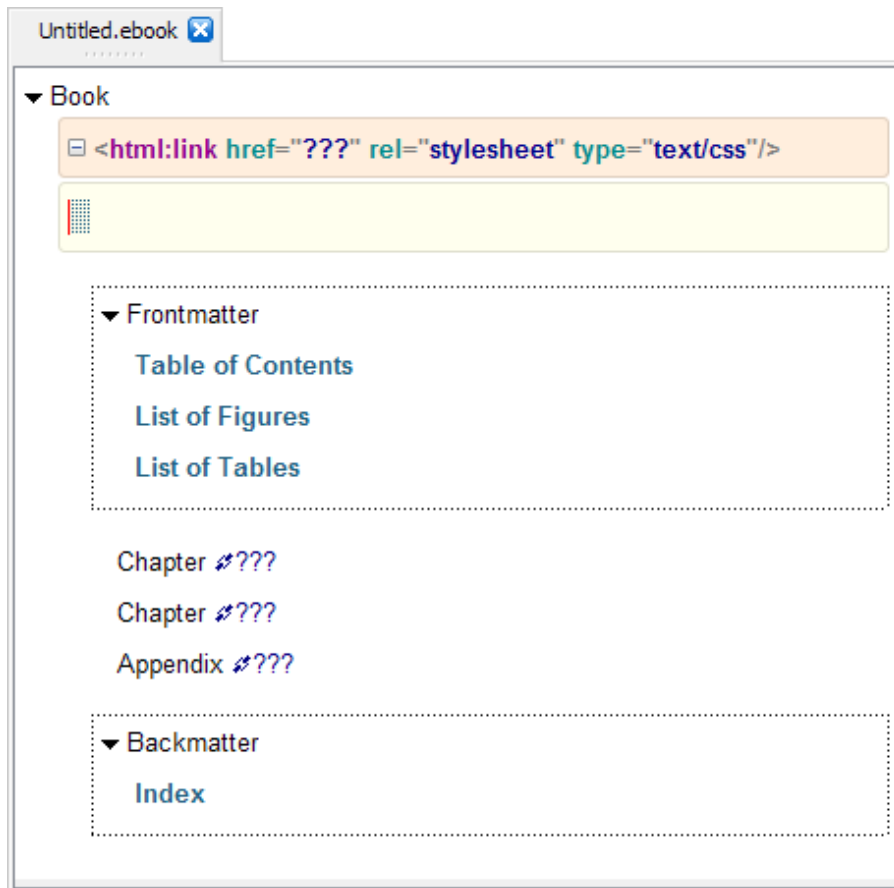 Untitled.ebook
Book
<html:link href="???" rel="stylesheet" type="text/css"/>
Frontmatter
Table of Contents
List of Figures
List of Tables
Chapter ???
Chapter ???
Appendix ???
Backmatter
Index